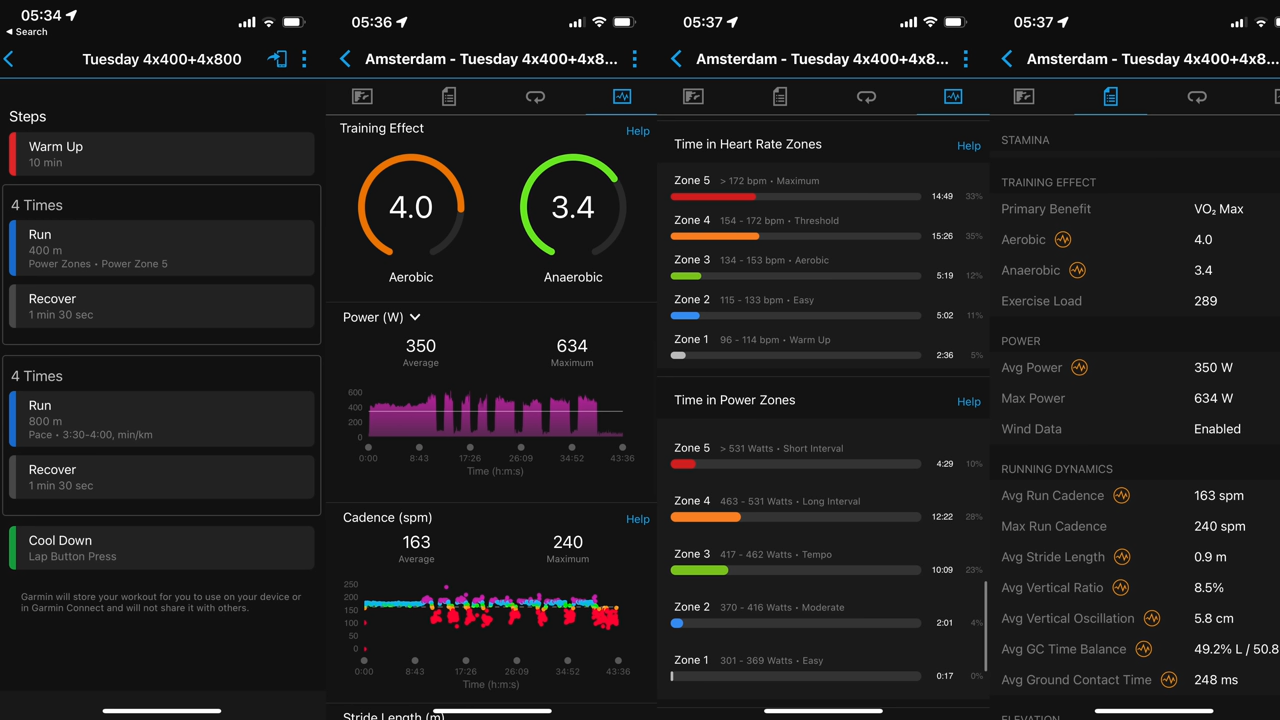 05:34
◀ Search
Tuesday 4x400+4x800
Steps
Warm Up
10 min
4 Times
Run
400 m
Power Zones • Power Zone 5
Recover
1 min 30 sec
4 Times
Run
800 m
Pace • 3:30-4:00, min/km
Recover
1 min 30 sec
Cool Down
Lap Button Press
Garmin will store your workout for you to use on your device or
in Garmin Connect and will not share it with others.
05:36
Amsterdam - Tuesday 4x400+4x8...
Training Effect
Help
4.0
3.4
Aerobic
Anaerobic
Power (W)
350
634
Average
Maximum
600
400
200
0
0:00 8:43 17:26 26:09 34:52 43:36
Time (h:m:s)
Cadence (spm)
Help
163
240
Average
Maximum
250
200
150
100
50
0
0:00 8:43 17:26 26:09 34:52 43:36
Time (h:m:s)
Stride Length (m)
05:37
Amsterdam - Tuesday 4x400+4x8...
Time in Heart Rate Zones
Help
Zone 5 > 172 bpm • Maximum
14:49 33%
Zone 4 154 - 172 bpm • Threshold
15:26 35%
Zone 3 134 - 153 bpm • Aerobic
5:19 12%
Zone 2 115 - 133 bpm • Easy
5:02 11%
Zone 1 96 - 114 bpm • Warm Up
2:36 5%
Time in Power Zones
Help
Zone 5 > 531 Watts • Short Interval
4:29 10%
Zone 4 463 - 531 Watts • Long Interval
12:22 28%
Zone 3 417 - 462 Watts • Tempo
10:09 23%
Zone 2 370 - 416 Watts • Moderate
2:01 4%
Zone 1 301 - 369 Watts • Easy
0:17 0%
05:37
Amsterdam - Tuesday 4x400+4x8...
STAMINA
TRAINING EFFECT
Primary Benefit VO₂ Max
Aerobic 4.0
Anaerobic 3.4
Exercise Load 289
POWER
Avg Power 350 W
Max Power 634 W
Wind Data Enabled
RUNNING DYNAMICS
Avg Run Cadence 163 spm
Max Run Cadence 240 spm
Avg Stride Length 0.9 m
Avg Vertical Ratio 8.5%
Avg Vertical Oscillation 5.8 cm
Avg GC Time Balance 49.2% L / 50.8
Avg Ground Contact Time 248 ms
ELEVATION